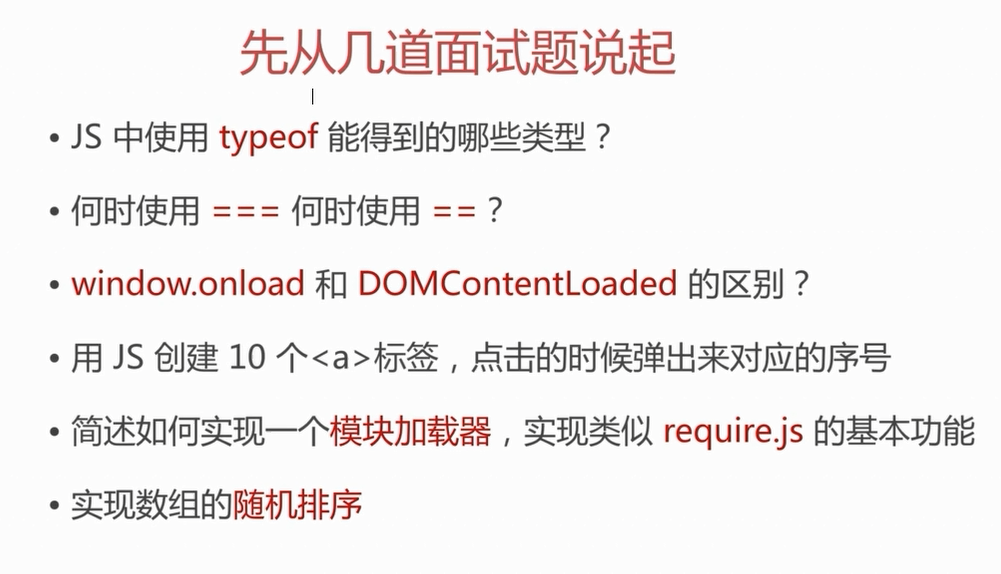 先从几道面试题说起
• JS 中使用 typeof 能得到的哪些类型？
• 何时使用 === 何时使用 ==？
• window.onload 和 DOMContentLoaded 的区别？
• 用 JS 创建 10 个<a>标签，点击的时候弹出来对应的序号
• 简述如何实现一个模块加载器，实现类似 require.js 的基本功能
• 实现数组的随机排序